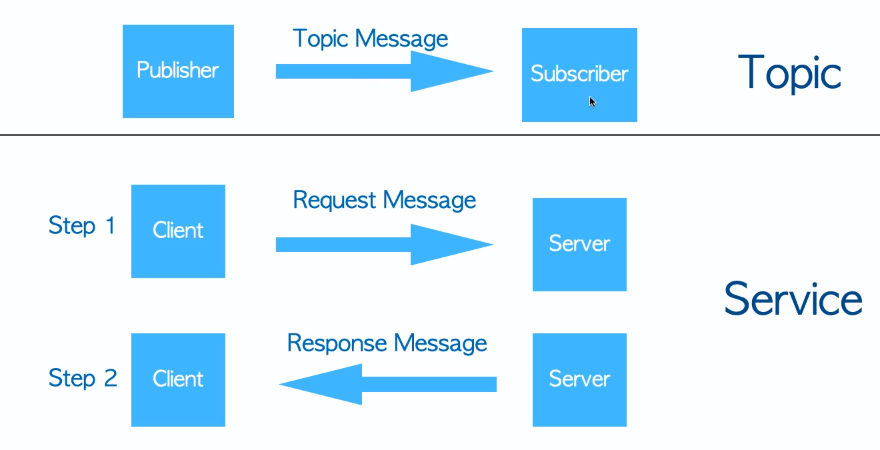 Topic Message
Publisher
Subscriber
Topic
Request Message
Step 1
Client
Server
Service
Response Message
Step 2
Client
Server